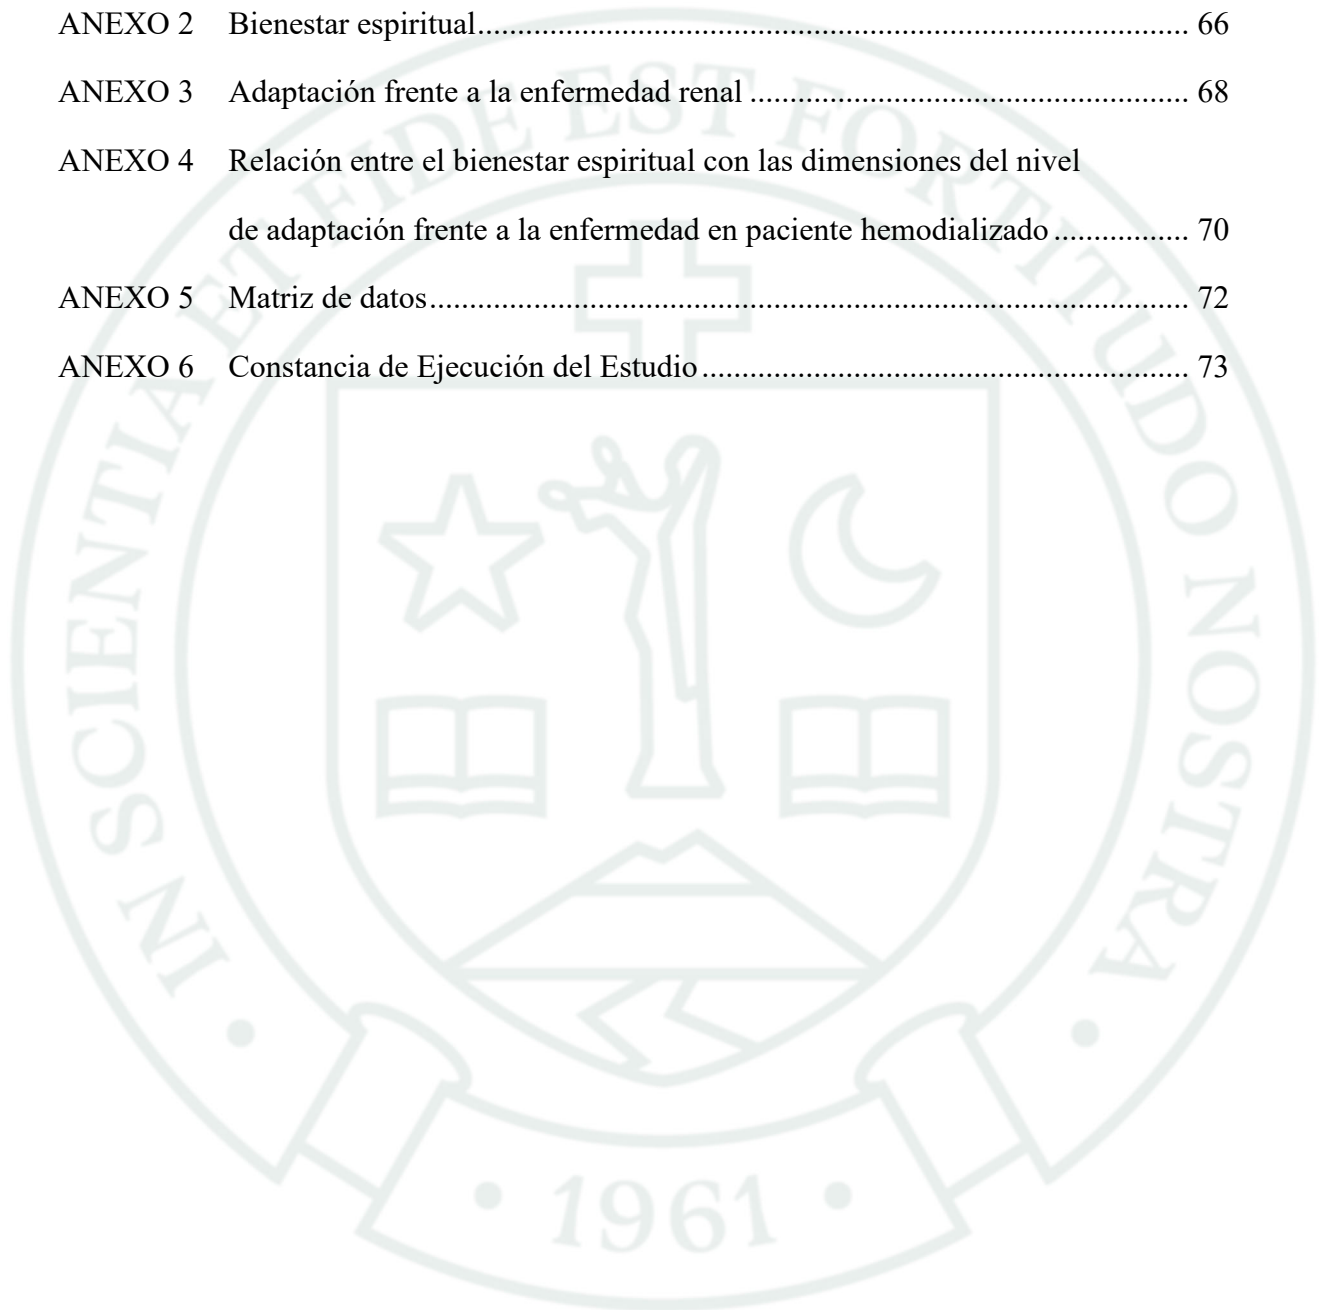 ANEXO 2 Bienestar espiritual.......................................................................................... 66
ANEXO 3 Adaptación frente a la enfermedad renal ....................................................... 68
ANEXO 4 Relación entre el bienestar espiritual con las dimensiones del nivel
de adaptación frente a la enfermedad en paciente hemodializado ................. 70
ANEXO 5 Matriz de datos................................................................................................ 72
ANEXO 6 Constancia de Ejecución del Estudio ............................................................. 73
IN SCIENTIA ET FIDE EST FORTITUDO NOSTRA
• 1961 •